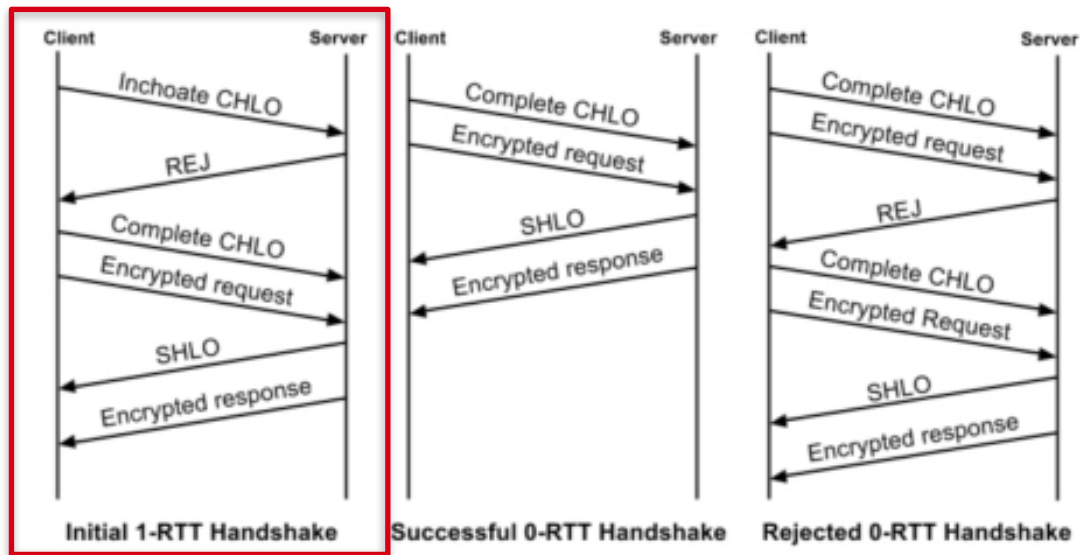 Client
Server
Inchoate CHLO
REJ
Complete CHLO
Encrypted request
SHLO
Encrypted response
Initial 1-RTT Handshake
Client
Server
Complete CHLO
Encrypted request
SHLO
Encrypted response
Successful 0-RTT Handshake
Client
Server
Complete CHLO
Encrypted request
REJ
Complete CHLO
Encrypted Request
SHLO
Encrypted response
Rejected 0-RTT Handshake